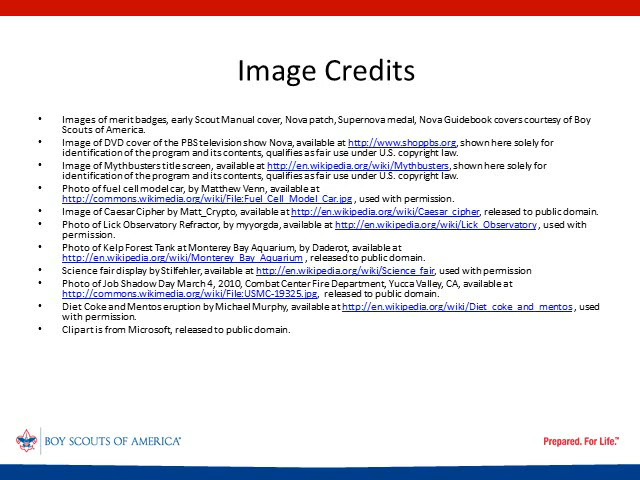 Image Credits
• Images of merit badges, early Scout Manual cover, Nova patch, Supernova medal, Nova Guidebook covers courtesy of Boy
Scouts of America.
• Image of DVD cover of the PBS television show Nova, available at http://www.shoppbs.org, shown here solely for
identification of the program and its contents, qualifies as fair use under U.S. copyright law.
• Image of Mythbusters title screen, available at http://en.wikipedia.org/wiki/Mythbusters, shown here solely for
identification of the program and its contents, qualifies as fair use under U.S. copyright law.
• Photo of fuel cell model car, by Matthew Venn, available at
http://commons.wikimedia.org/wiki/File:Fuel_Cell_Model_Car.jpg , used with permission.
• Image of Caesar Cipher by Matt_Crypto, available at http://en.wikipedia.org/wiki/Caesar_cipher, released to public domain.
• Photo of Lick Observatory Refractor, by myyorgda, available at http://en.wikipedia.org/wiki/Lick_Observatory , used with
permission.
• Photo of Kelp Forest Tank at Monterey Bay Aquarium, by Daderot, available at
http://en.wikipedia.org/wiki/Monterey_Bay_Aquarium , released to public domain.
• Science fair display by Stilfehler, available at http://en.wikipedia.org/wiki/Science_fair, used with permission
• Photo of Job Shadow Day March 4, 2010, Combat Center Fire Department, Yucca Valley, CA, available at
http://commons.wikimedia.org/wiki/File:USMC-19325.jpg, released to public domain.
• Diet Coke and Mentos eruption by Michael Murphy, available at http://en.wikipedia.org/wiki/Diet_coke_and_mentos , used
with permission.
• Clipart is from Microsoft, released to public domain.
BOY SCOUTS OF AMERICA®
Prepared. For Life.™